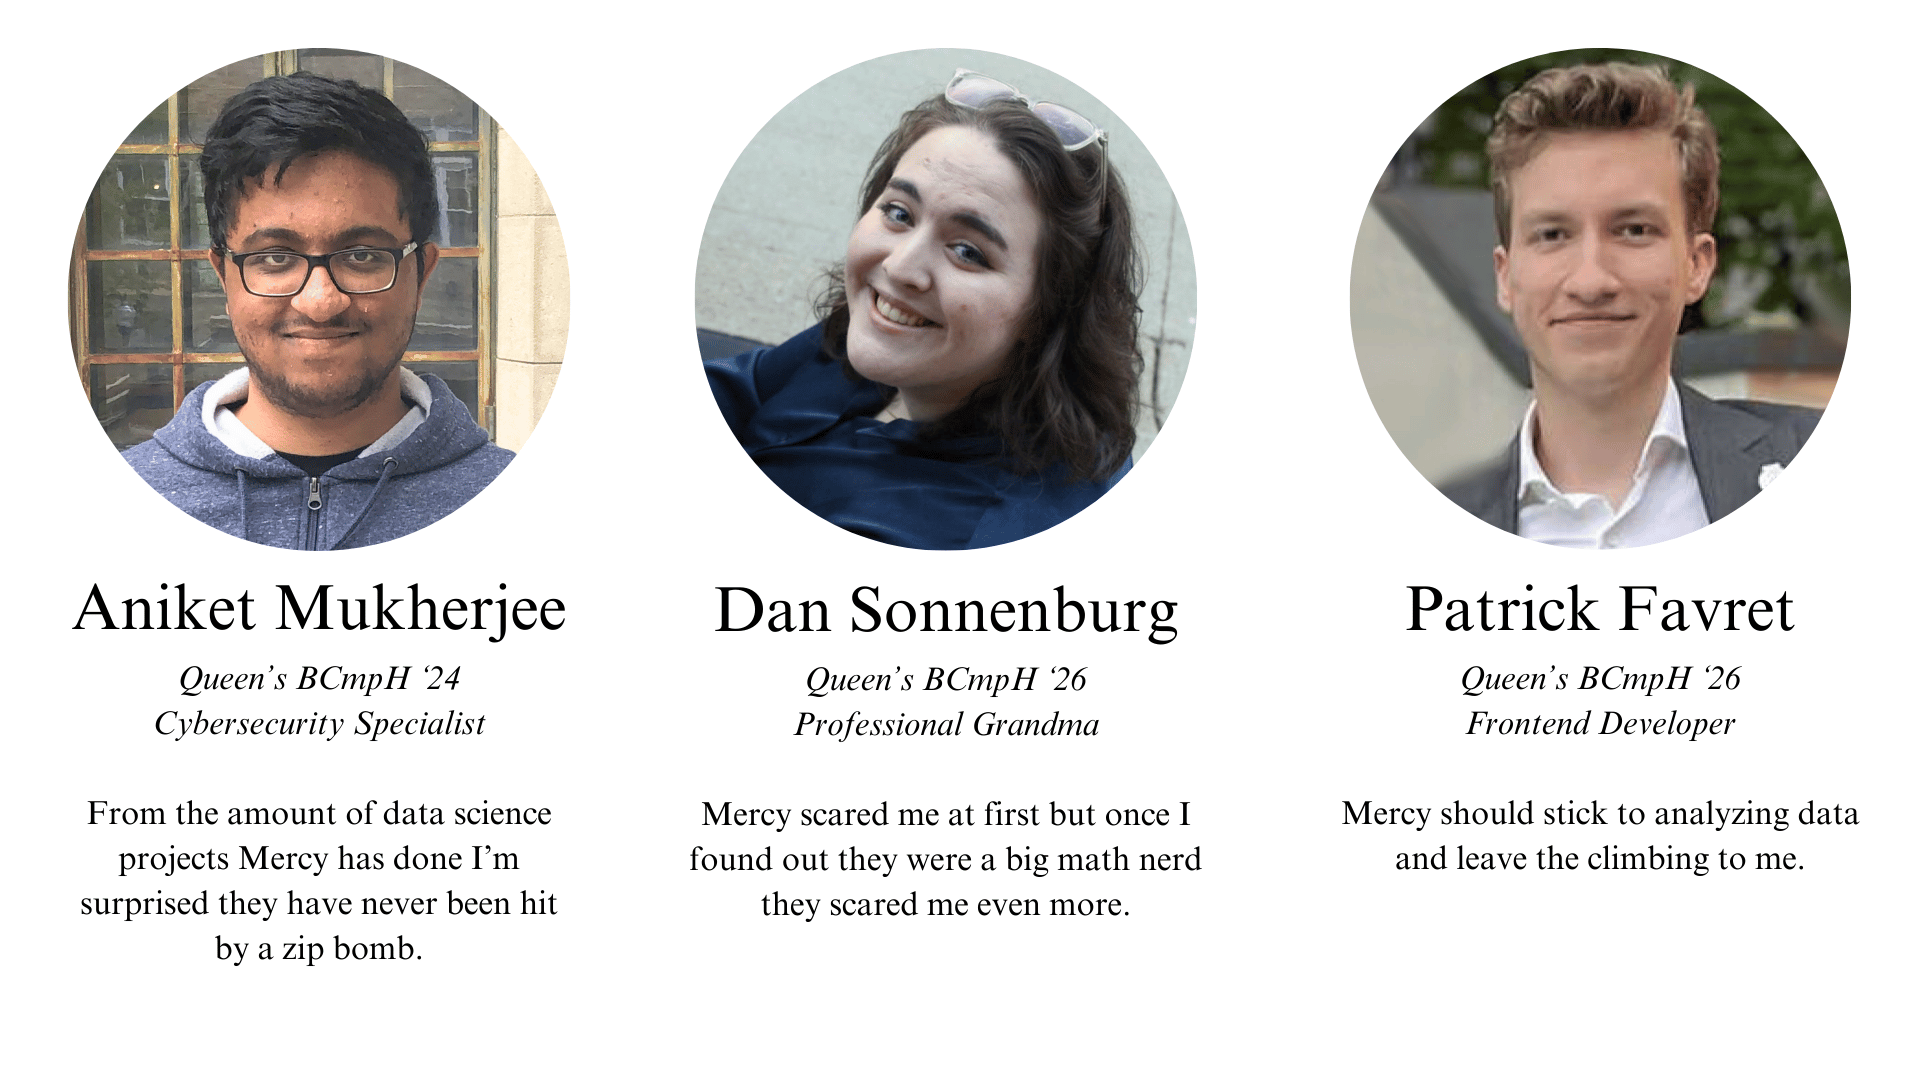 Aniket Mukherjee
Queen’s BCmpH ‘24
Cybersecurity Specialist
From the amount of data science
projects Mercy has done I’m
surprised they have never been hit
by a zip bomb.
Dan Sonnenburg
Queen’s BCmpH ‘26
Professional Grandma
Mercy scared me at first but once I
found out they were a big math nerd
they scared me even more.
Patrick Favret
Queen’s BCmpH ‘26
Frontend Developer
Mercy should stick to analyzing data
and leave the climbing to me.